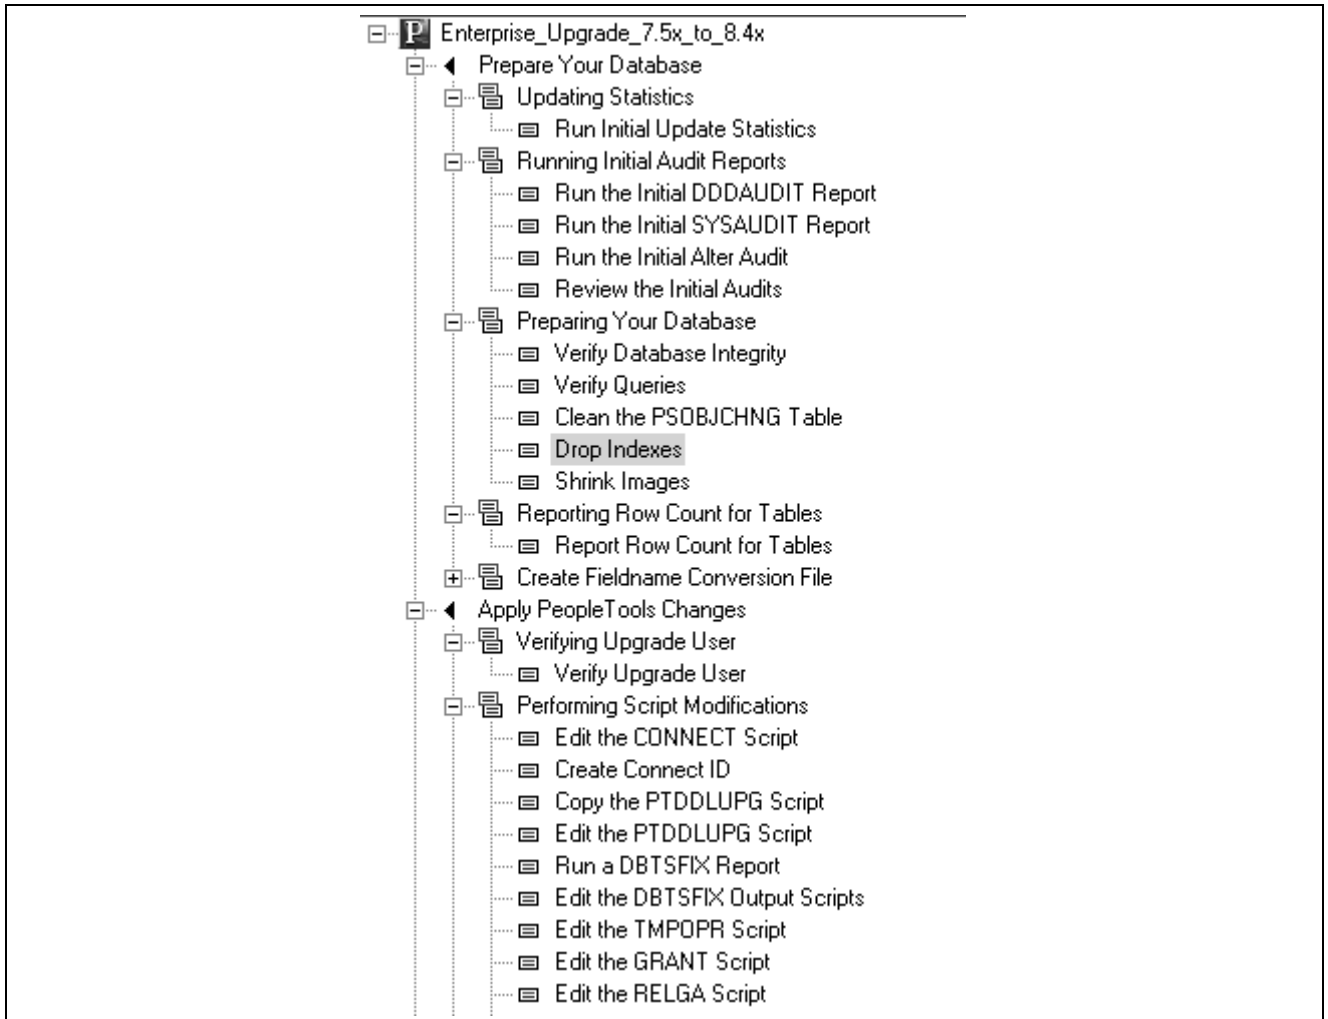 P Enterprise_Upgrade_7.5x_to_8.4x
Prepare Your Database
Updating Statistics
Run Initial Update Statistics
Running Initial Audit Reports
Run the Initial DDDAUDIT Report
Run the Initial SYSAUDIT Report
Run the Initial Alter Audit
Review the Initial Audits
Preparing Your Database
Verify Database Integrity
Verify Queries
Clean the PSOBJCHNG Table
Drop Indexes
Shrink Images
Reporting Row Count for Tables
Report Row Count for Tables
Create Fieldname Conversion File
Apply PeopleTools Changes
Verifying Upgrade User
Verify Upgrade User
Performing Script Modifications
Edit the CONNECT Script
Create Connect ID
Copy the PTDDLUPG Script
Edit the PTDDLUPG Script
Run a DBTSFIX Report
Edit the DBTSFIX Output Scripts
Edit the TMPOPR Script
Edit the GRANT Script
Edit the RELGA Script